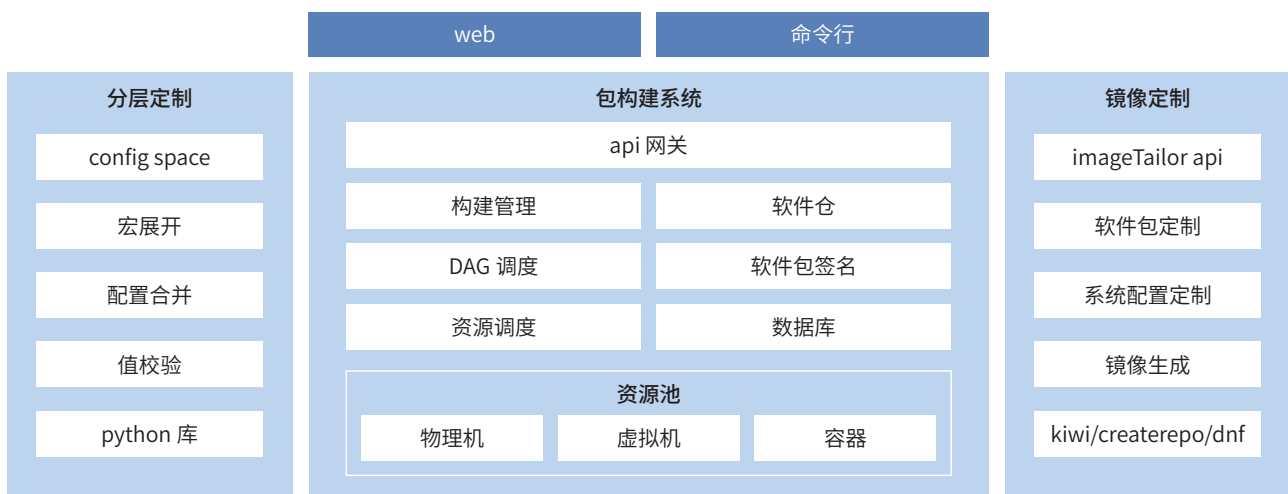 web
命令行
分层定制
config space
宏展开
配置合并
值校验
python 库
包构建系统
api 网关
构建管理
软件仓
DAG 调度
软件包签名
资源调度
数据库
资源池
物理机
虚拟机
容器
镜像定制
imageTailor api
软件包定制
系统配置定制
镜像生成
kiwi/createrepo/dnf